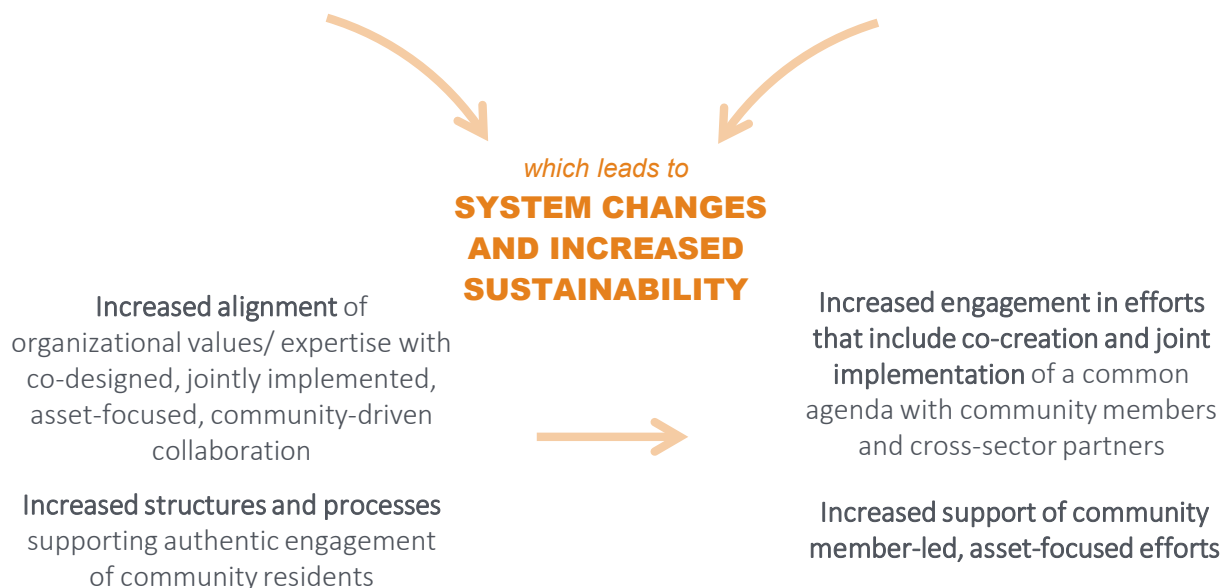 which leads to
SYSTEM CHANGES
AND INCREASED
SUSTAINABILITY
Increased alignment of
organizational values/ expertise with
co-designed, jointly implemented,
asset-focused, community-driven
collaboration
Increased structures and processes
supporting authentic engagement
of community residents
Increased engagement in efforts
that include co-creation and joint
implementation of a common
agenda with community members
and cross-sector partners
Increased support of community
member-led, asset-focused efforts